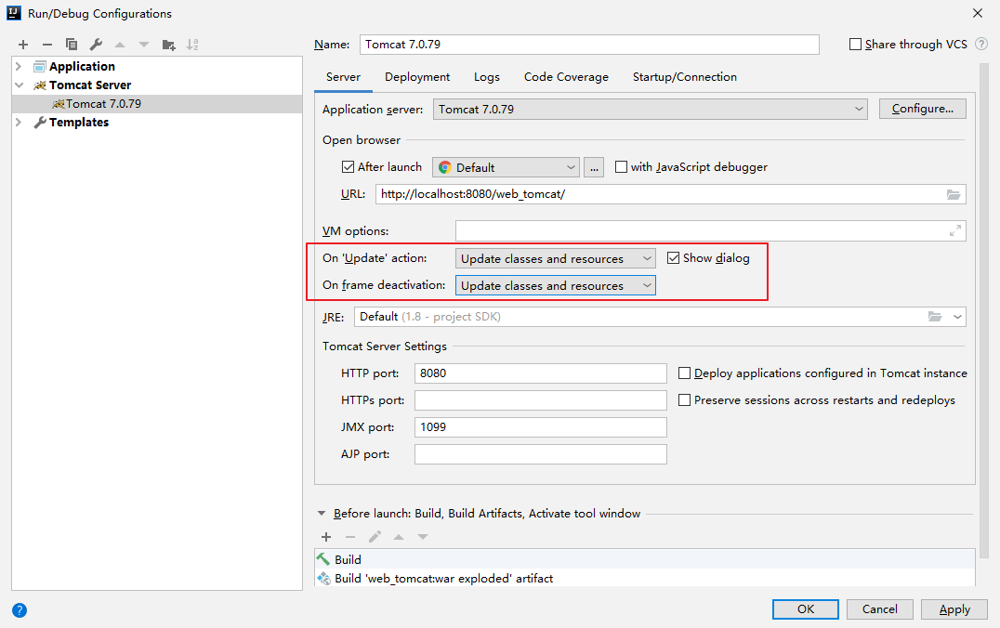 Run/Debug Configurations
Application
Tomcat Server
Tomcat 7.0.79
Templates
Name: Tomcat 7.0.79 Share through VCS ?
Server Deployment Logs Code Coverage Startup/Connection
Application server: Tomcat 7.0.79 Configure...
Open browser
After launch Default ... with JavaScript debugger
URL: http://localhost:8080/web_tomcat/
VM options:
On 'Update' action: Update classes and resources Show dialog
On frame deactivation: Update classes and resources
JRE: Default (1.8 - project SDK)
Tomcat Server Settings
HTTP port: 8080 Deploy applications configured in Tomcat instance
HTTPs port: Preserve sessions across restarts and redeploys
JMX port: 1099
AJP port:
Before launch: Build, Build Artifacts, Activate tool window
Build
Build 'web_tomcat:war exploded' artifact
? OK Cancel Apply